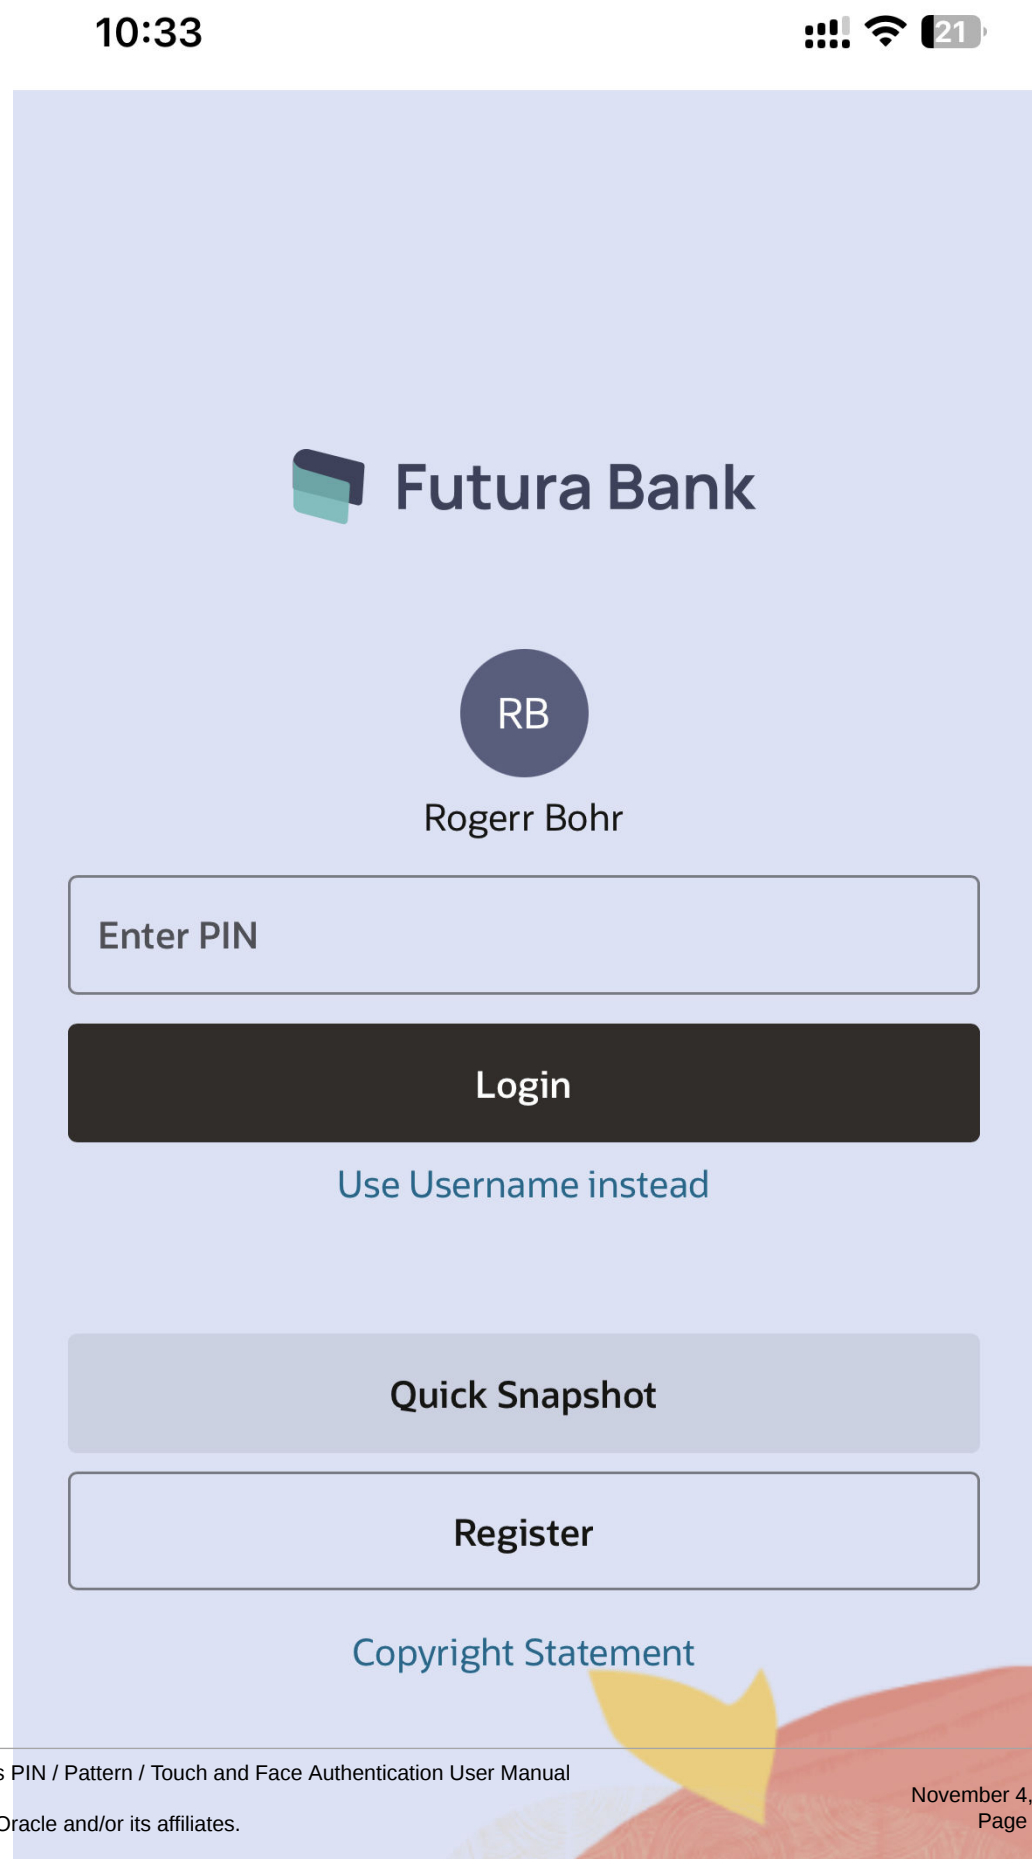 10:33
21
Futura Bank
RB
Rogerr Bohr
Enter PIN
Login
Use Username instead
Quick Snapshot
Register
Copyright Statement
PIN / Pattern / Touch and Face Authentication User Manual
November 4,
Page
Oracle and/or its affiliates.